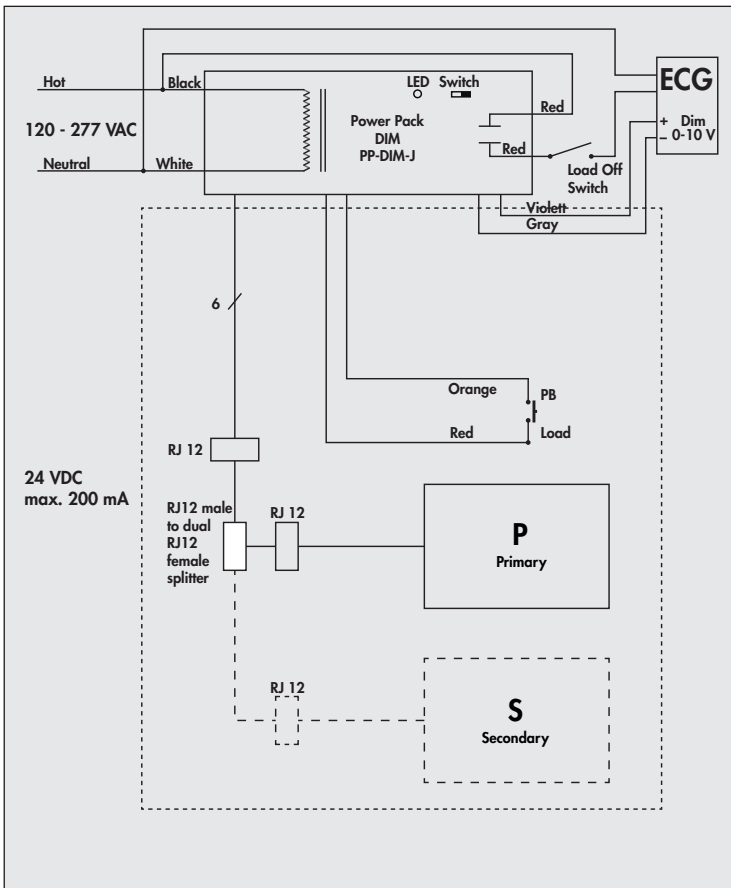 Hot
Black
120 - 277 VAC
Neutral
White
LED Switch
Power Pack
DIM
PP-DIM-J
Red
Red
Load Off
Switch
ECG
+ Dim
– 0-10 V
Violett
Gray
6
Orange
PB
Red
Load
RJ 12
24 VDC
max. 200 mA
RJ12 male
to dual
RJ12
female
splitter
RJ 12
P
Primary
RJ 12
S
Secondary